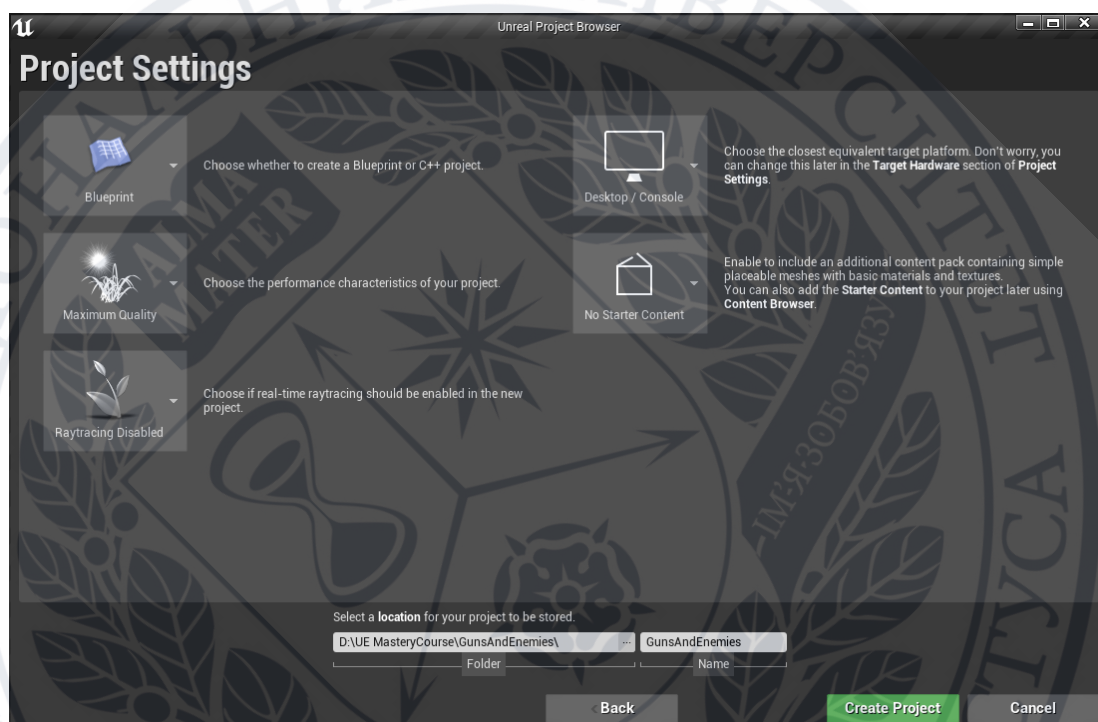 Unreal Project Browser
Project Settings
Blueprint
Choose whether to create a Blueprint or C++ project.
Desktop / Console
Choose the closest equivalent target platform. Don't worry, you
can change this later in the Target Hardware section of Project
Settings.
Maximum Quality
Choose the performance characteristics of your project.
No Starter Content
Enable to include an additional content pack containing simple
placeable meshes with basic materials and textures.
You can also add the Starter Content to your project later using
Content Browser.
Raytracing Disabled
Choose if real-time raytracing should be enabled in the new
project.
Select a location for your project to be stored.
D:\UE MasteryCourse\GunsAndEnemies\ ... GunsAndEnemies
Folder Name
Back Create Project Cancel
ALMA
MATER
ІМ'Я·ЗОБОВ'ЯЗУ